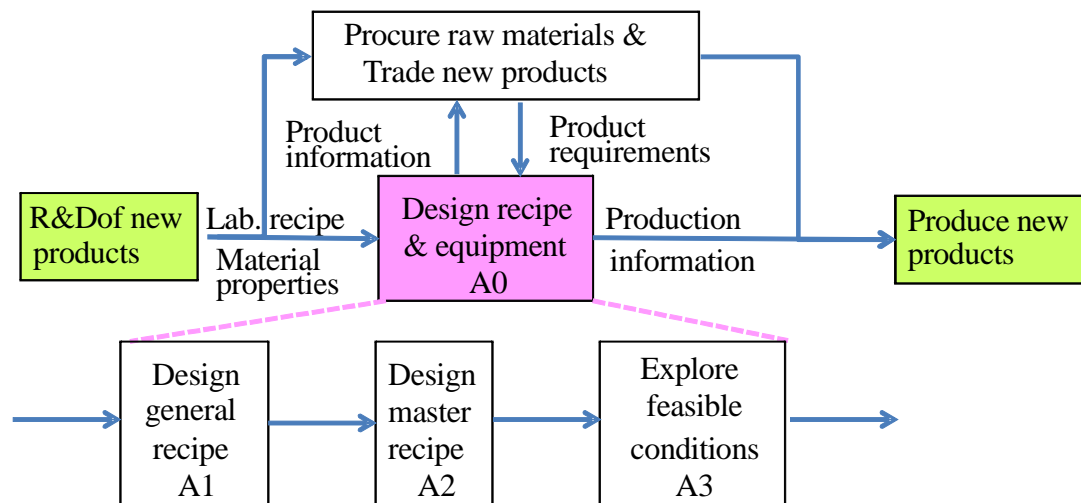 Procure raw materials &
Trade new products
Product
information
Product
requirements
R&Dof new
products
Lab. recipe
Material
properties
Design recipe
& equipment
A0
Production
information
Produce new
products
Design
general
recipe
A1
Design
master
recipe
A2
Explore
feasible
conditions
A3